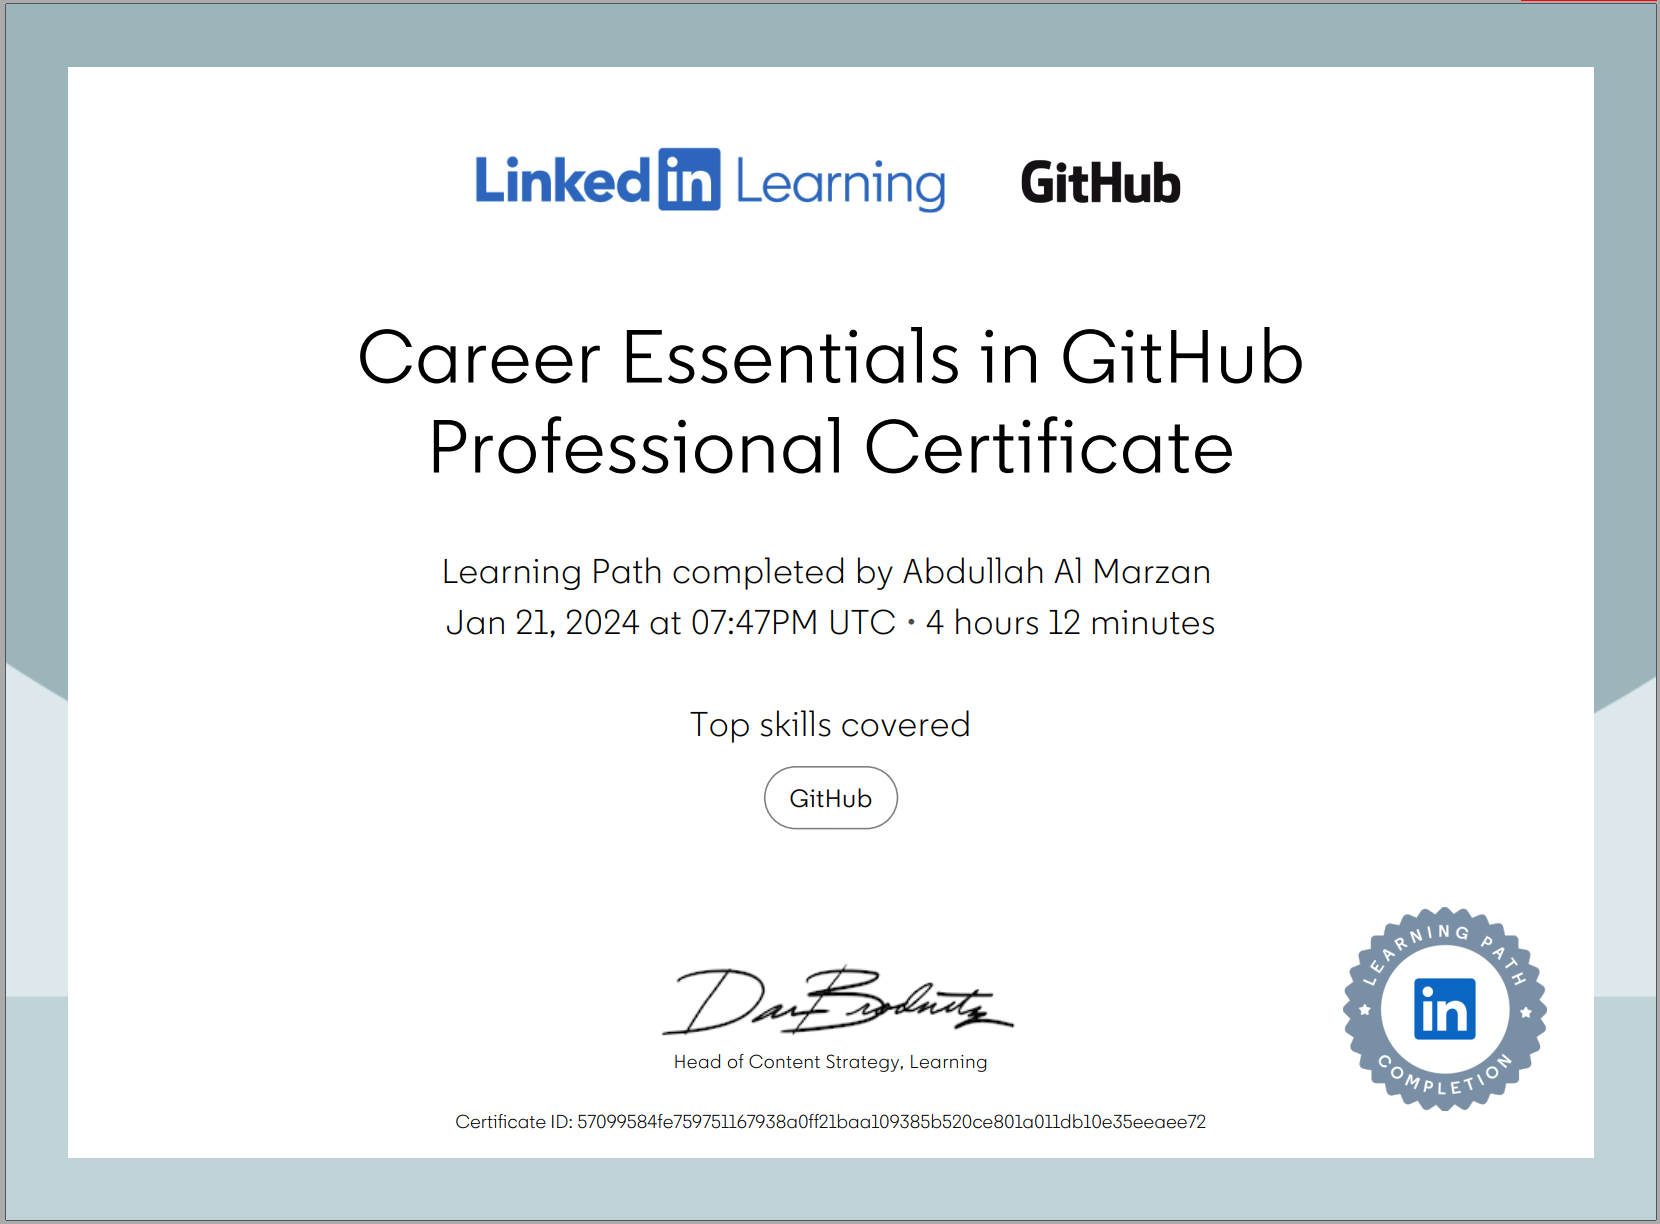 LinkedIn Learning GitHub
Career Essentials in GitHub
Professional Certificate
Learning Path completed by Abdullah Al Marzan
Jan 21, 2024 at 07:47PM UTC • 4 hours 12 minutes
Top skills covered
GitHub
Dan Brodnitz
Head of Content Strategy, Learning
Certificate ID: 57099584fe759751167938a0ff21baa109385b520ce801a011db10e35eeaee72
LEARNING PATH
in
COMPLETION